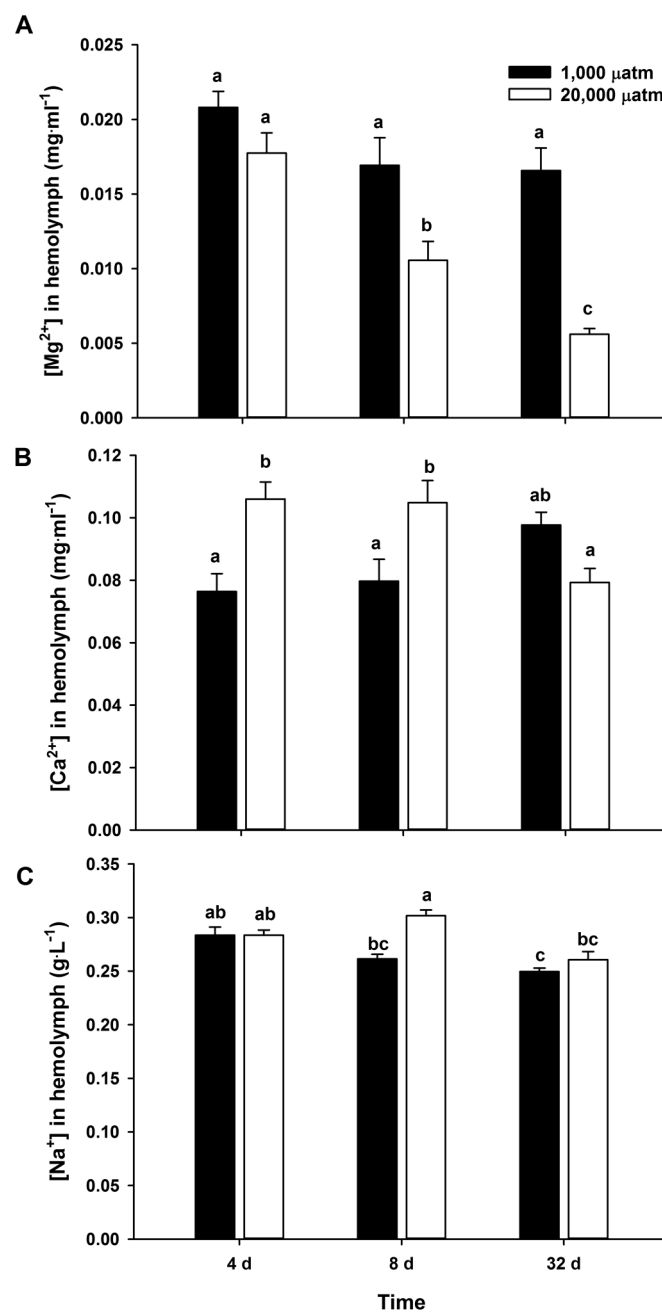 A
[Mg²⁺] in hemolymph (mg·ml⁻¹)
0.025
0.020
0.015
0.010
0.005
0.000
1,000 µatm
20,000 µatm
a
a
a
b
a
c
B
[Ca²⁺] in hemolymph (mg·ml⁻¹)
0.12
0.10
0.08
0.06
0.04
0.02
0.00
a
b
a
b
ab
a
C
[Na⁺] in hemolymph (g·L⁻¹)
0.35
0.30
0.25
0.20
0.15
0.10
0.05
0.00
ab
ab
bc
a
c
bc
4 d
8 d
32 d
Time